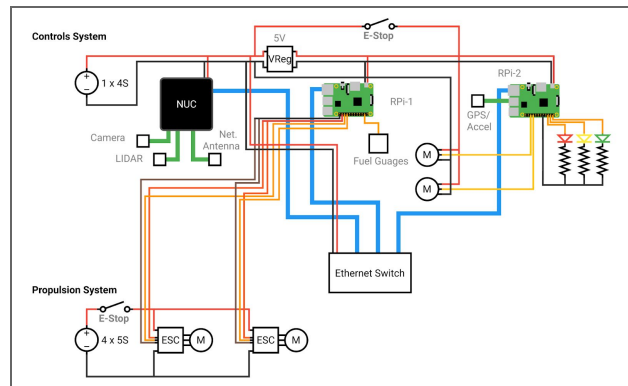 Controls System
5V
E-Stop
VReg
RPi-2
1 x 4S
NUC
RPi-1
GPS/
Accel
Camera
Net.
Antenna
LIDAR
Fuel Guages
M
M
Ethernet Switch
Propulsion System
E-Stop
4 x 5S
ESC
M
ESC
M